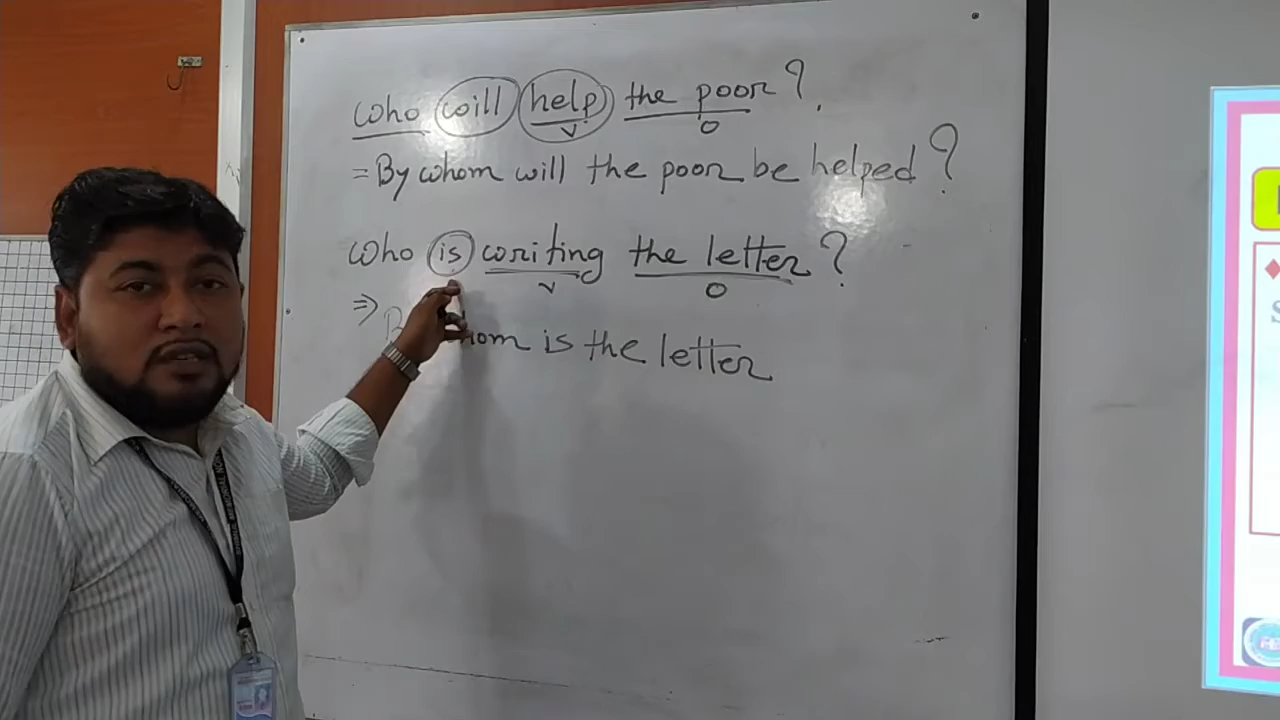 who will help the poor?
v o
= By whom will the poor be helped?
who is writing the letter?
v o
⇒ whom is the letter